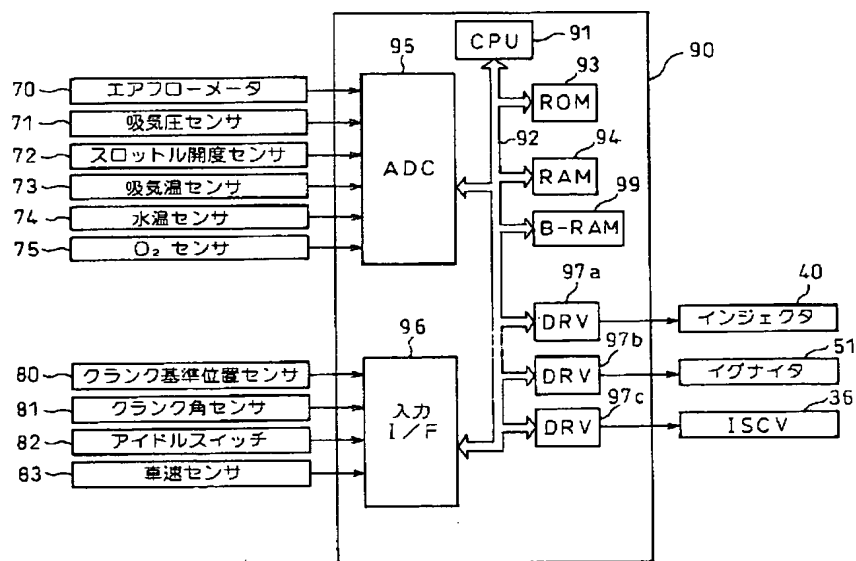 95
CPU
91
90
70
エアフローメータ
93
71
吸気圧センサ
ROM
72
スロットル開度センサ
92
94
ADC
73
吸気温センサ
RAM
99
74
水温センサ
B-RAM
75
O₂ センサ
97a
40
96
DRV
インジェクタ
97b
51
80
クランク基準位置センサ
DRV
イグナイタ
81
クランク角センサ
入力
I/F
97c
36
82
アイドルスイッチ
DRV
ISCV
83
車速センサ